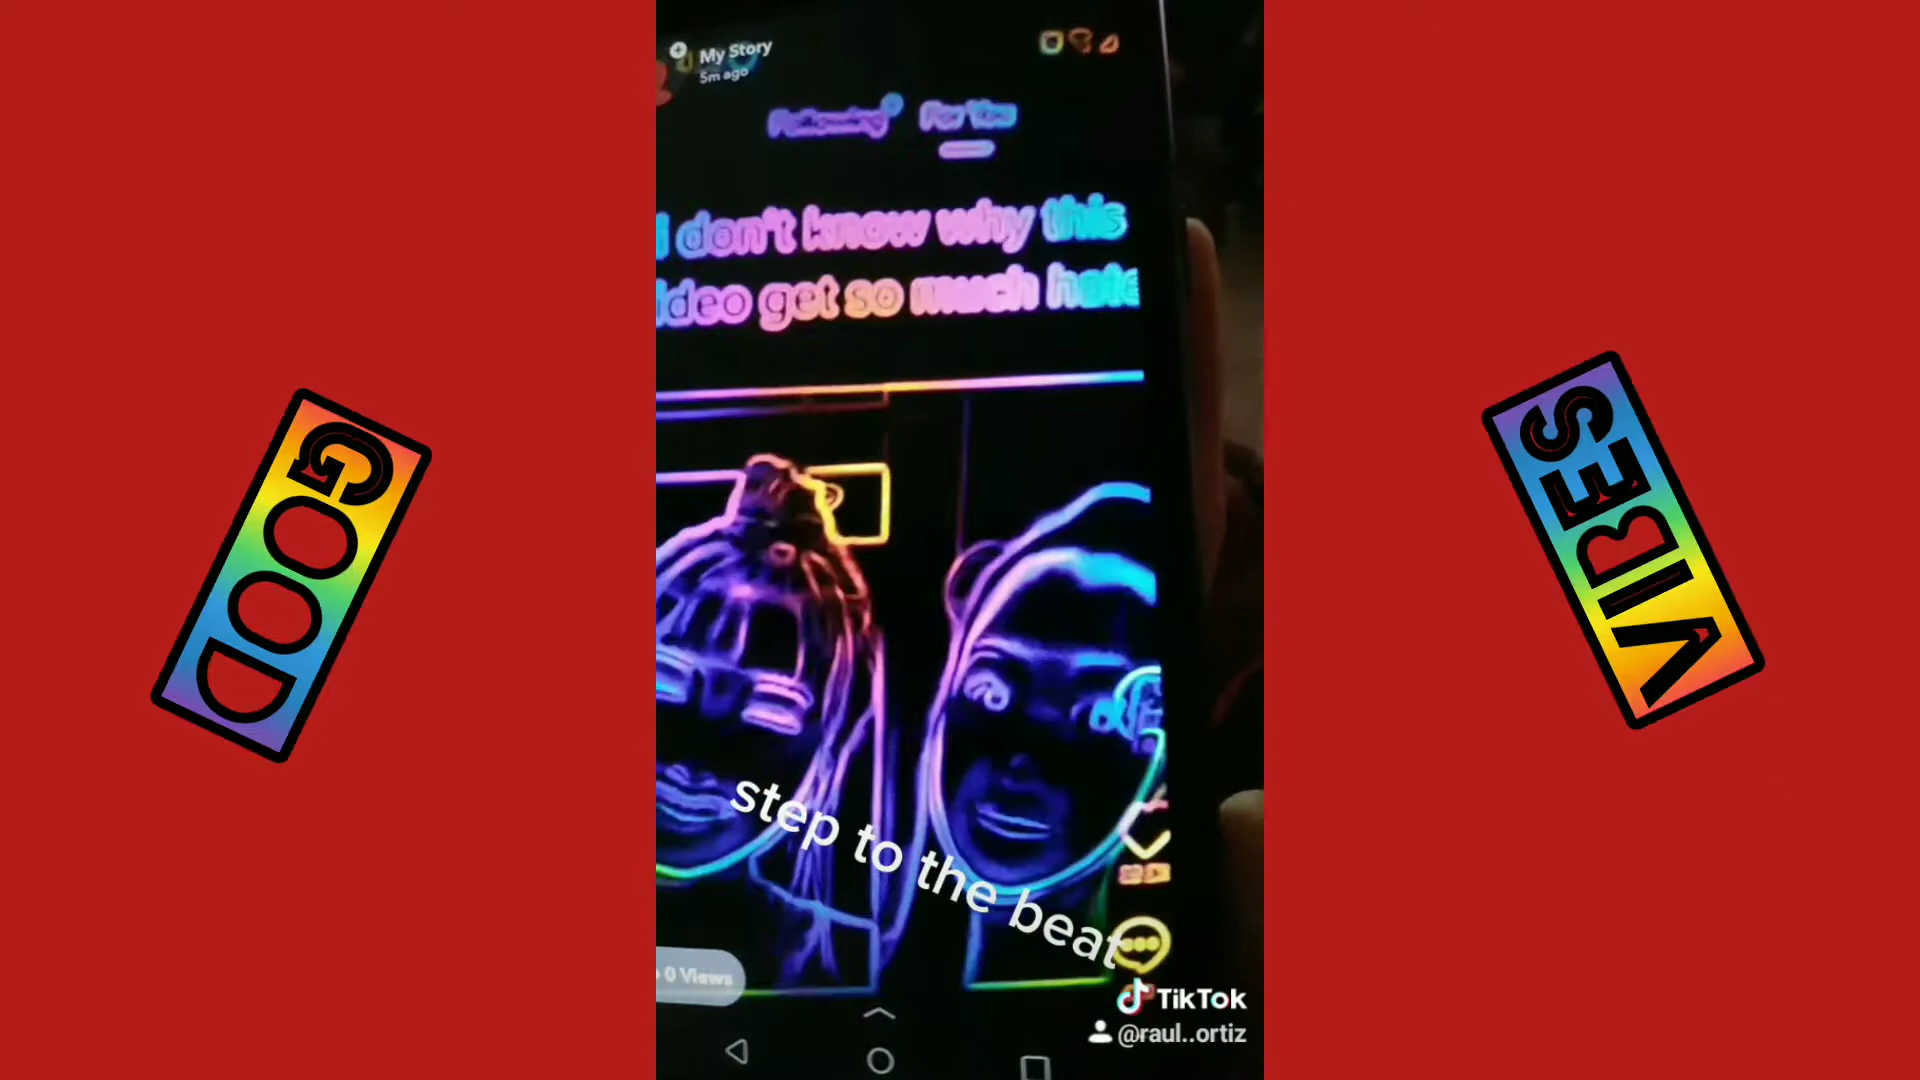 My Story
5m ago
Following For You
i don't know why this
ideo get so much hate
GOOD
VIBES
step to the beat
0 Views
TikTok
@raul..ortiz